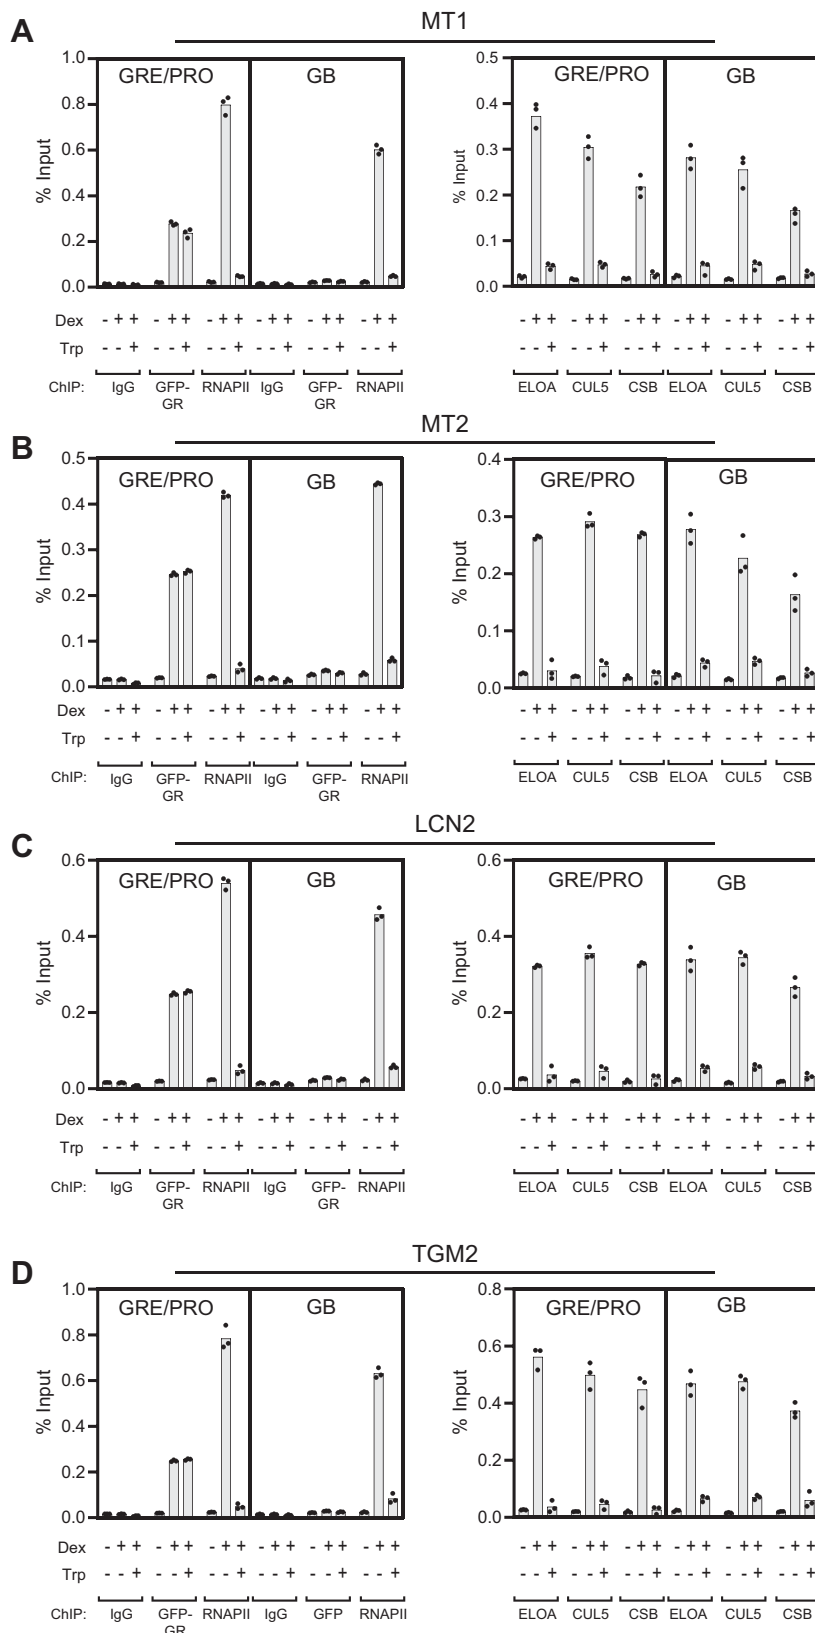 A
MT1
GRE/PRO GB
% Input
1.0
0.8
0.6
0.4
0.2
0.0
Dex - + + - + + - + + - + + - + + - + +
Trp - - + - - + - - + - - + - - + - - +
ChIP: IgG GFP-GR RNAPII IgG GFP-GR RNAPII
GRE/PRO GB
% Input
0.5
0.4
0.3
0.2
0.1
0.0
- + + - + + - + + - + + - + + - + +
- - + - - + - - + - - + - - + - - +
ELOA CUL5 CSB ELOA CUL5 CSB
B
MT2
GRE/PRO GB
% Input
0.5
0.4
0.3
0.2
0.1
0.0
Dex - + + - + + - + + - + + - + + - + +
Trp - - + - - + - - + - - + - - + - - +
ChIP: IgG GFP-GR RNAPII IgG GFP-GR RNAPII
GRE/PRO GB
% Input
0.4
0.3
0.2
0.1
0.0
- + + - + + - + + - + + - + + - + +
- - + - - + - - + - - + - - + - - +
ELOA CUL5 CSB ELOA CUL5 CSB
C
LCN2
GRE/PRO GB
% Input
0.6
0.4
0.2
0.0
Dex - + + - + + - + + - + + - + + - + +
Trp - - + - - + - - + - - + - - + - - +
ChIP: IgG GFP-GR RNAPII IgG GFP-GR RNAPII
GRE/PRO GB
% Input
0.6
0.4
0.2
0.0
- + + - + + - + + - + + - + + - + +
- - + - - + - - + - - + - - + - - +
ELOA CUL5 CSB ELOA CUL5 CSB
D
TGM2
GRE/PRO GB
% Input
1.0
0.8
0.6
0.4
0.2
0.0
Dex - + + - + + - + + - + + - + + - + +
Trp - - + - - + - - + - - + - - + - - +
ChIP: IgG GFP-GR RNAPII IgG GFP RNAPII
GRE/PRO GB
% Input
0.8
0.6
0.4
0.2
0.0
- + + - + + - + + - + + - + + - + +
- - + - - + - - + - - + - - + - - +
ELOA CUL5 CSB ELOA CUL5 CSB